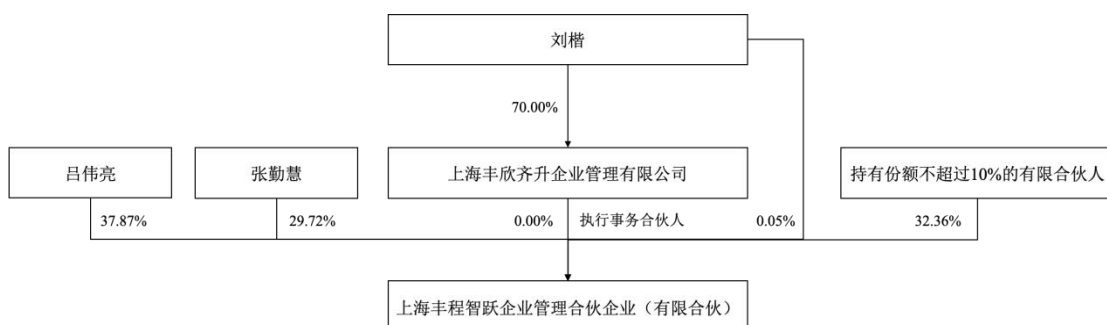 刘楷
70.00%
吕伟亮
张勤慧
上海丰欣齐升企业管理有限公司
持有份额不超过10%的有限合伙人
37.87%
29.72%
0.00%
执行事务合伙人
0.05%
32.36%
上海丰程智跃企业管理合伙企业（有限合伙）